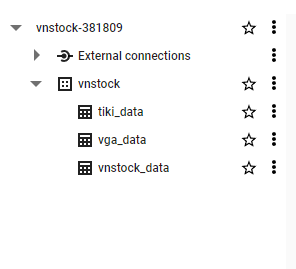 vnstock-381809
External connections
vnstock
tiki_data
vga_data
vnstock_data